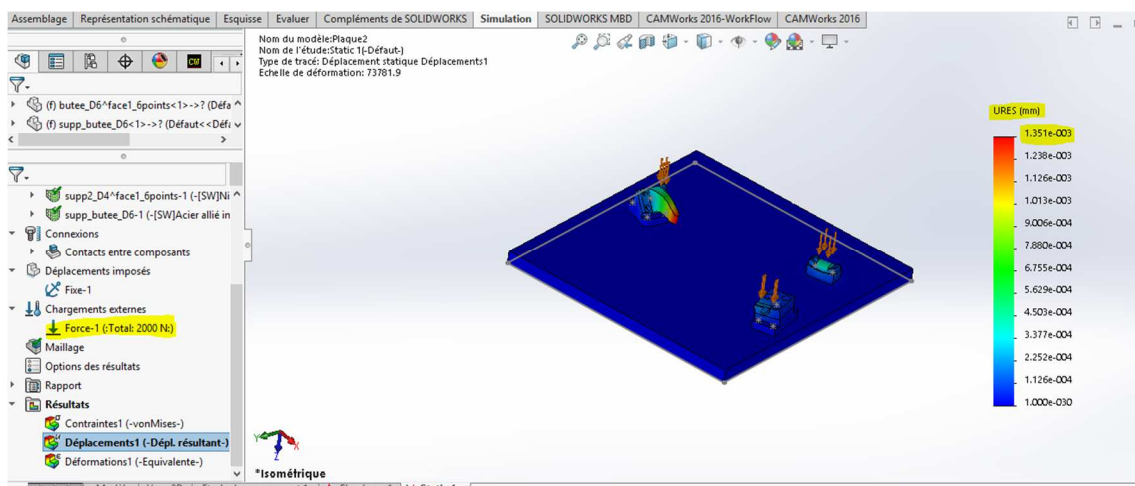 Assemblage Représentation schématique Esquisse Evaluer Compléments de SOLIDWORKS Simulation SOLIDWORKS MBD CAMWorks 2016-WorkFlow CAMWorks 2016
Nom du modèle:Plaque2
Nom de l'étude:Static 1(-Défaut-)
Type de tracé: Déplacement statique Déplacements1
Echelle de déformation: 73781.9
(f) butee_D6^face1_6points<1>->? (Défa
(f) supp_butee_D6<1>->? (Défaut<<Défa
supp2_D4^face1_6points-1 (-[SW]Ni
supp_butee_D6-1 (-[SW]Acier allié in
Connexions
Contacts entre composants
Déplacements imposés
Fixe-1
Chargements externes
Force-1 (:Total: 2000 N:)
Maillage
Options des résultats
Rapport
Résultats
Contraintes1 (-vonMises-)
Déplacements1 (-Dépl. résultant-)
Déformations1 (-Equivalente-)
URES (mm)
1.351e-003
1.238e-003
1.126e-003
1.013e-003
9.006e-004
7.880e-004
6.755e-004
5.629e-004
4.503e-004
3.377e-004
2.252e-004
1.126e-004
1.000e-030
Y X
Z
*Isométrique